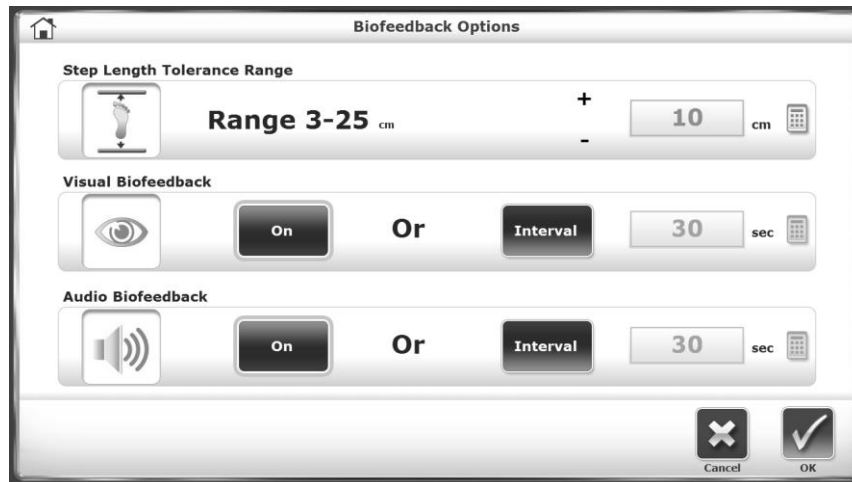 Biofeedback Options
Step Length Tolerance Range
Range 3-25 cm + - 10 cm
Visual Biofeedback
On Or Interval 30 sec
Audio Biofeedback
On Or Interval 30 sec
Cancel OK